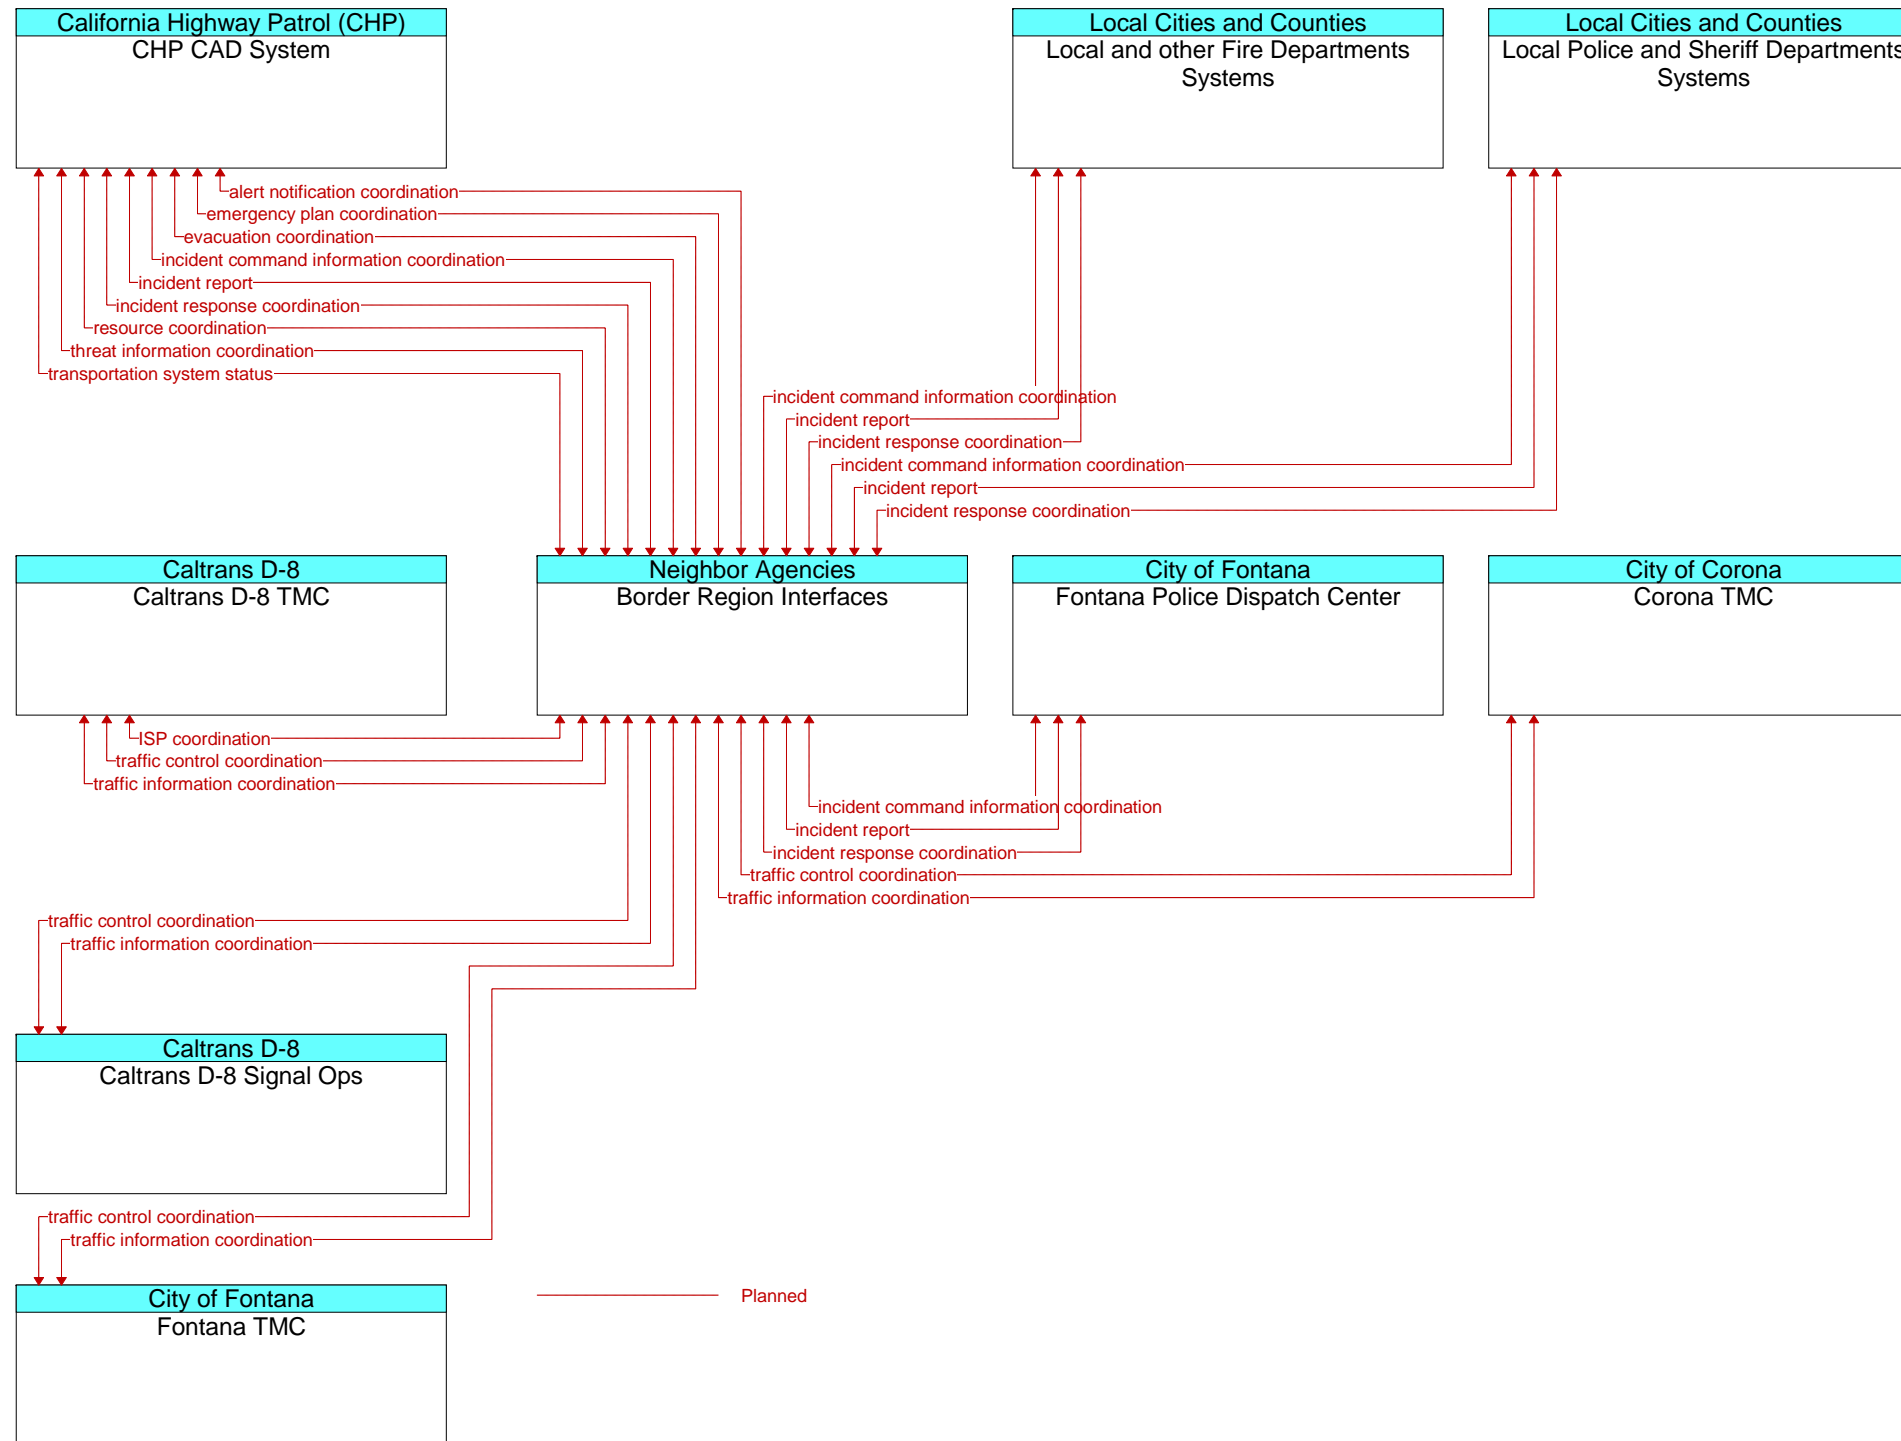 California Highway Patrol (CHP)
CHP CAD System
Local Cities and Counties
Local and other Fire Departments
Systems
Local Cities and Counties
Local Police and Sheriff Departments
Systems
alert notification coordination
emergency plan coordination
evacuation coordination
incident command information coordination
incident report
incident response coordination
resource coordination
threat information coordination
transportation system status
incident command information coordination
incident report
incident response coordination
incident command information coordination
incident report
incident response coordination
Caltrans D-8
Caltrans D-8 TMC
Neighbor Agencies
Border Region Interfaces
City of Fontana
Fontana Police Dispatch Center
City of Corona
Corona TMC
ISP coordination
traffic control coordination
traffic information coordination
incident command information coordination
incident report
incident response coordination
traffic control coordination
traffic information coordination
traffic control coordination
traffic information coordination
Caltrans D-8
Caltrans D-8 Signal Ops
traffic control coordination
traffic information coordination
City of Fontana
Fontana TMC
Planned